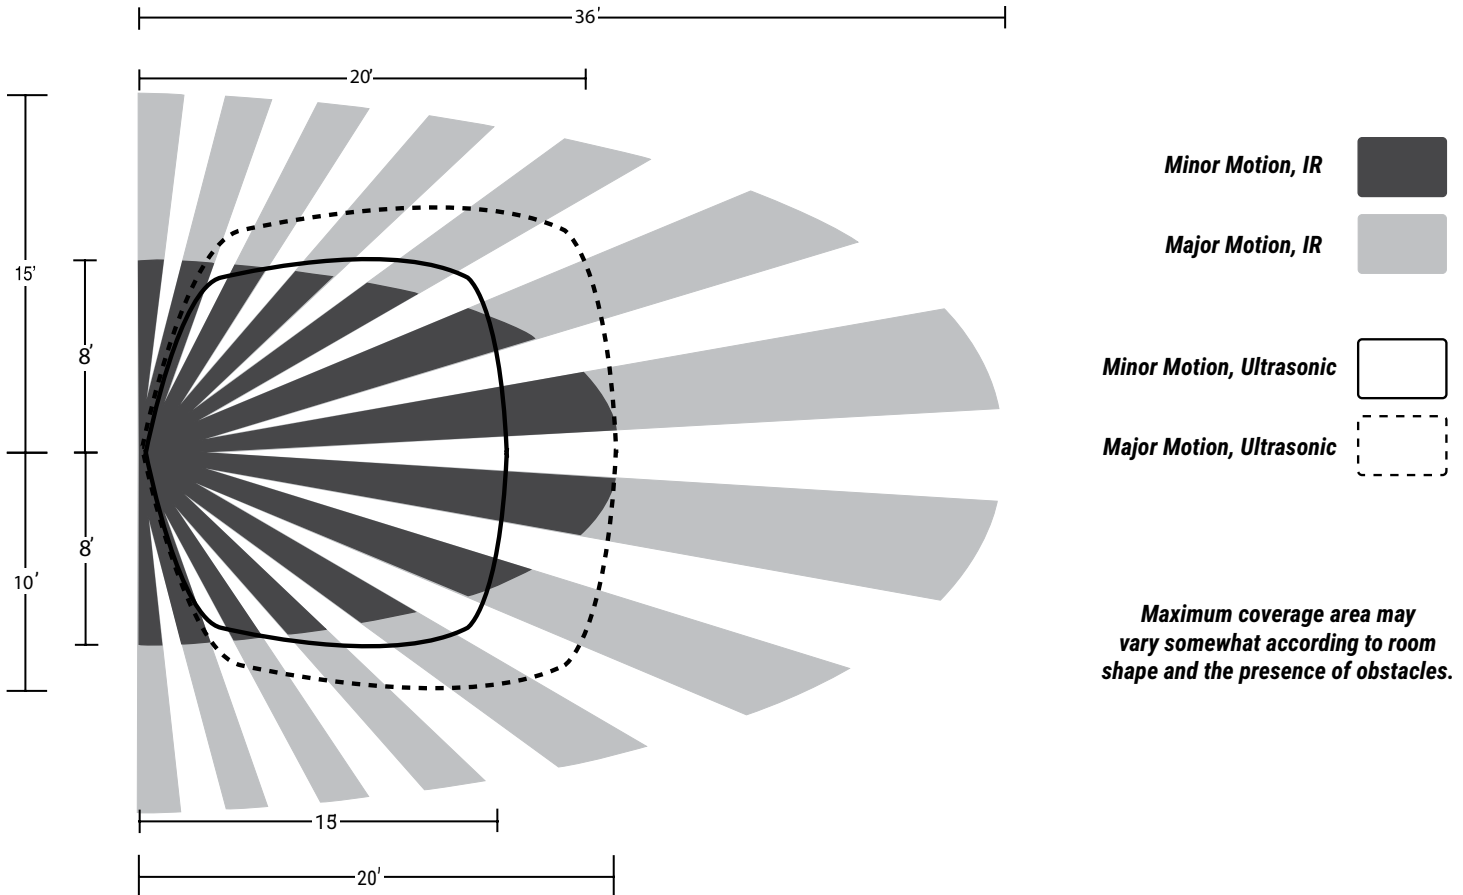 36'
20'
15'
8'
8'
10'
15
20'
Minor Motion, IR
Major Motion, IR
Minor Motion, Ultrasonic
Major Motion, Ultrasonic
Maximum coverage area may
vary somewhat according to room
shape and the presence of obstacles.